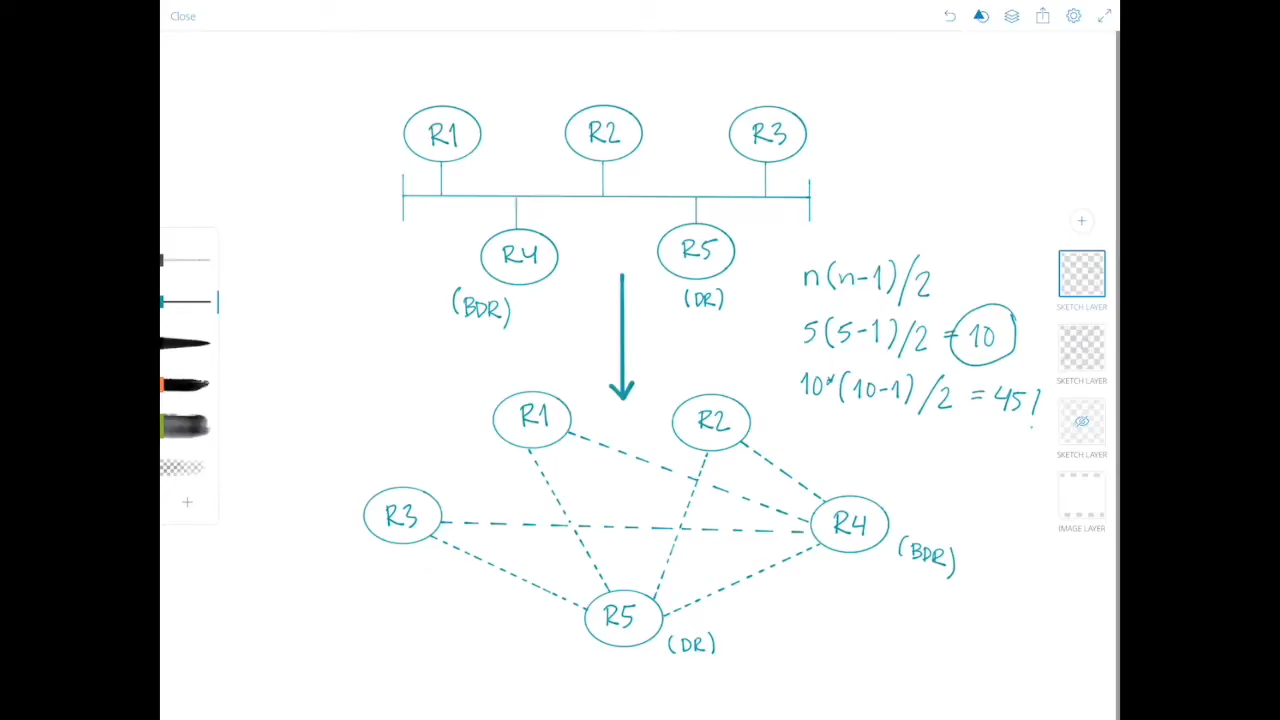 Close
R1
R2
R3
R4
R5
(BDR)
(DR)
n(n-1)/2
5(5-1)/2 = 10
10*(10-1)/2 = 45!
R1
R2
R3
R4
(BDR)
R5
(DR)
SKETCH LAYER
SKETCH LAYER
SKETCH LAYER
IMAGE LAYER